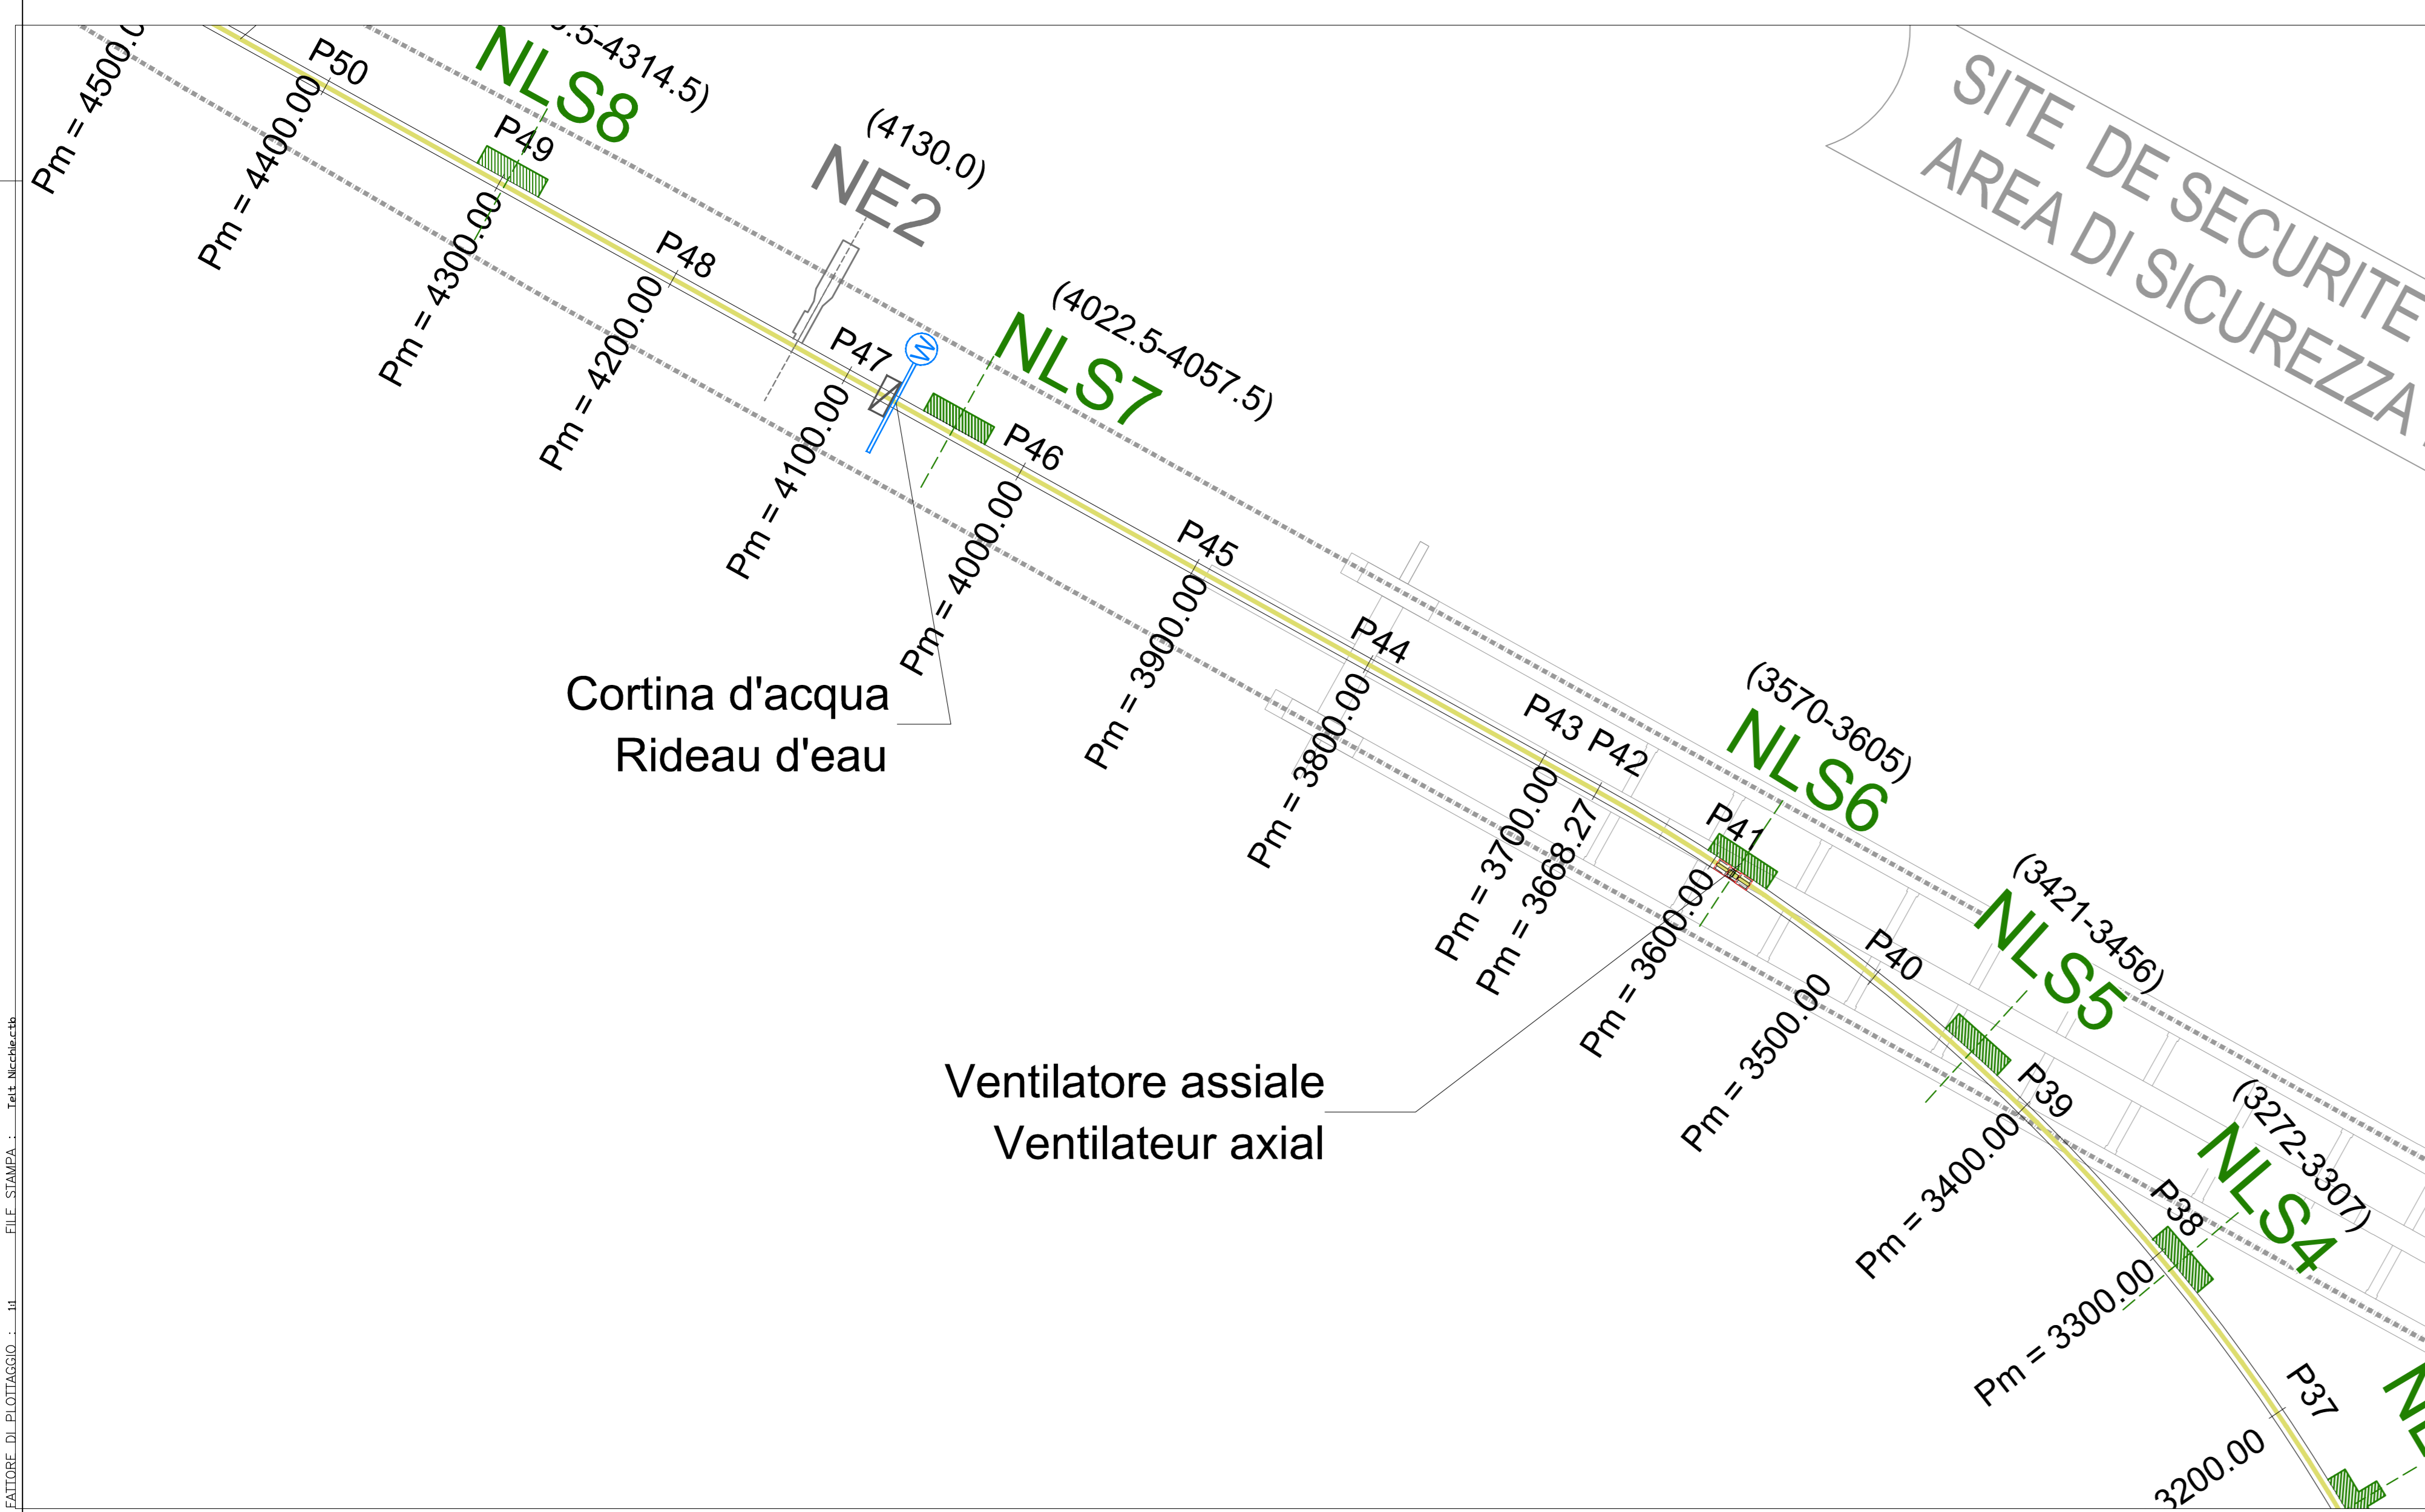 Pm = 4500.0
P50
Pm = 4400.00
NLS8
.5-4314.5)
P49
Pm = 4300.00
P48
Pm = 4200.00
(4130.0)
NE2
P47
W
Pm = 4100.00
(4022.5-4057.5)
NLS7
P46
Pm = 4000.00
Cortina d'acqua
Rideau d'eau
P45
Pm = 3900.00
P44
Pm = 3800.00
P43
Pm = 3700.00
P42
Pm = 3668.27
(3570-3605)
NLS6
P41
Pm = 3600.00
Ventilatore assiale
Ventilateur axial
P40
Pm = 3500.00
(3421-3456)
NLS5
P39
Pm = 3400.00
(3272-3307)
NLS4
P38
Pm = 3300.00
P37
3200.00
SITE DE SECURITE
AREA DI SICUREZZA
FATTORE DI PLOTTAGGIO : 1:1 FILE STAMPA : Telt Nicchie.ctb